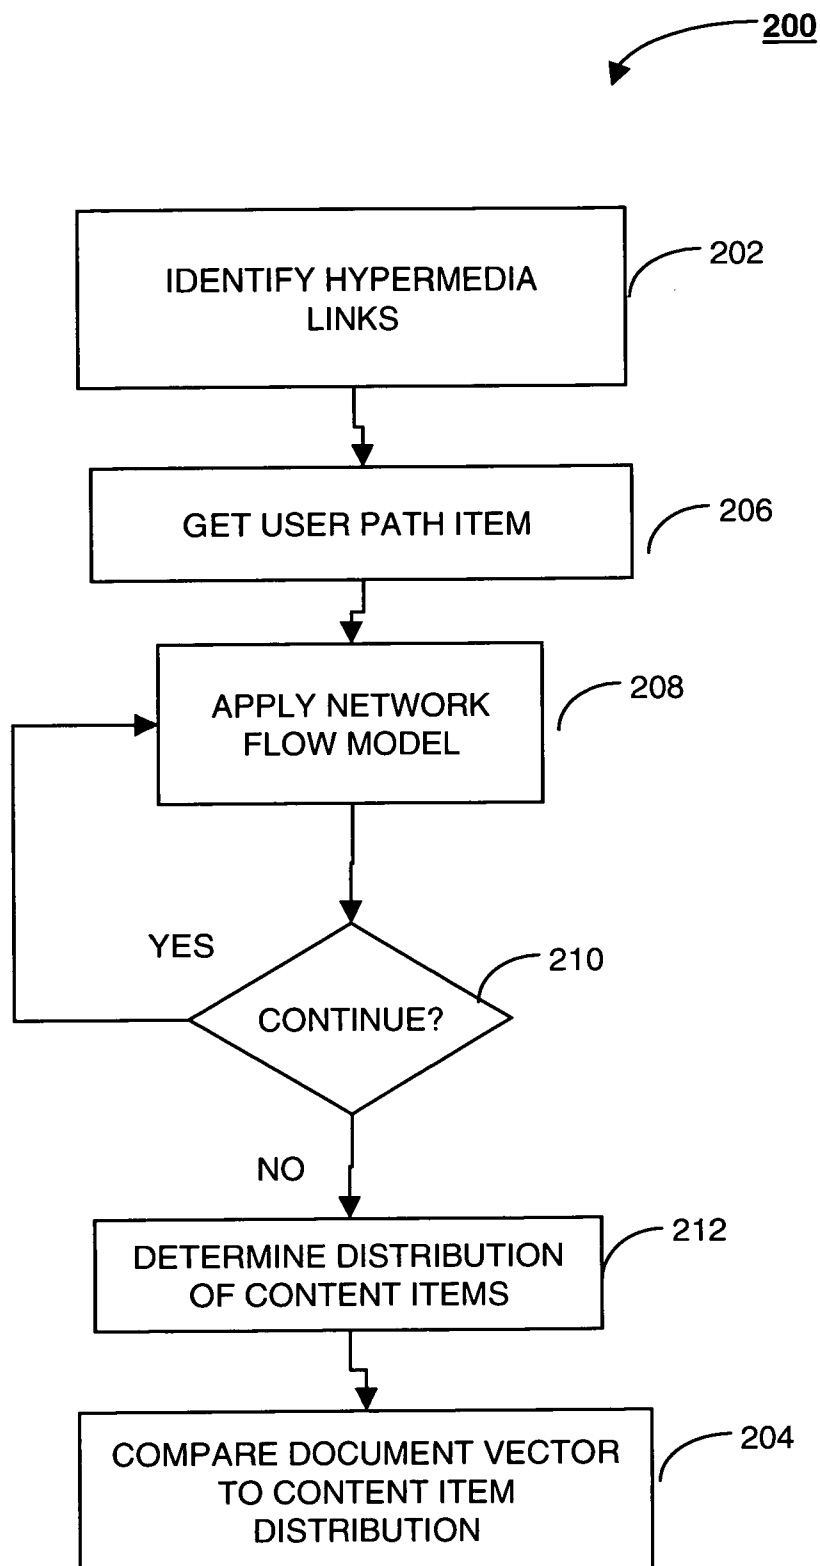 200
IDENTIFY HYPERMEDIA
LINKS
202
GET USER PATH ITEM
206
APPLY NETWORK
FLOW MODEL
208
YES
CONTINUE?
210
NO
DETERMINE DISTRIBUTION
OF CONTENT ITEMS
212
COMPARE DOCUMENT VECTOR
TO CONTENT ITEM
DISTRIBUTION
204